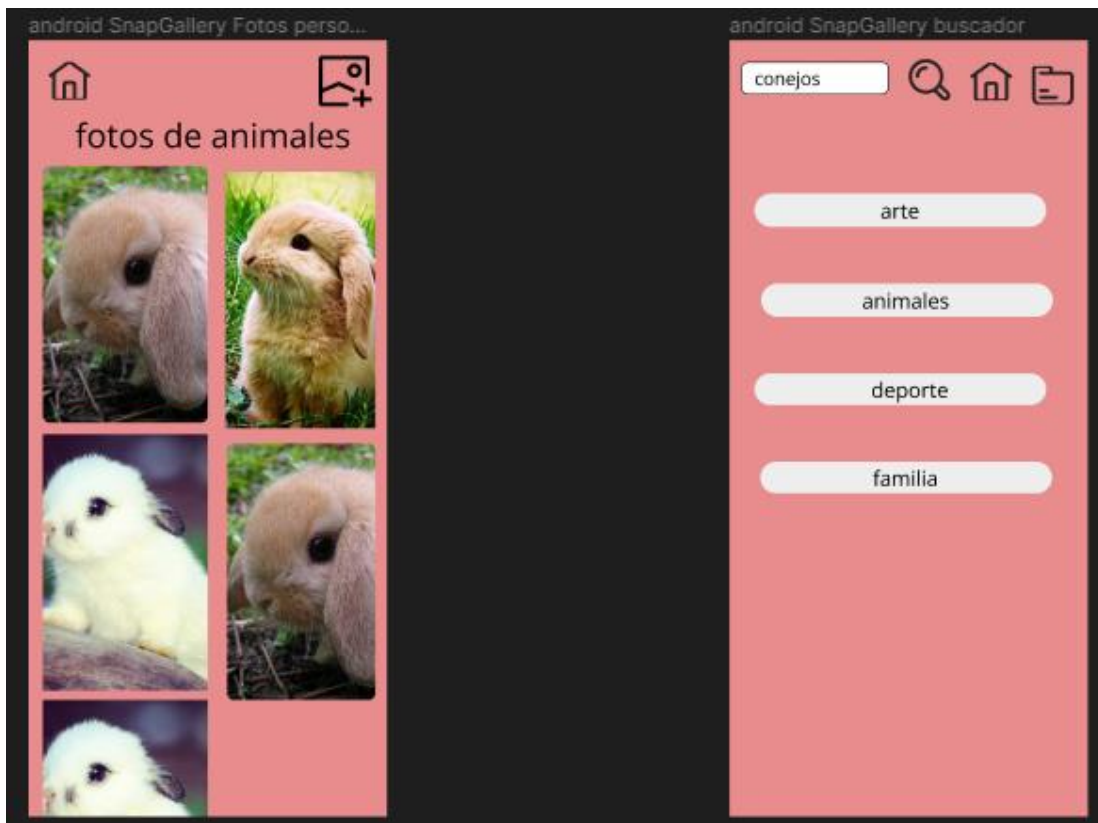 android SnapGallery Fotos perso...
fotos de animales
android SnapGallery buscador
conejos
arte
animales
deporte
familia